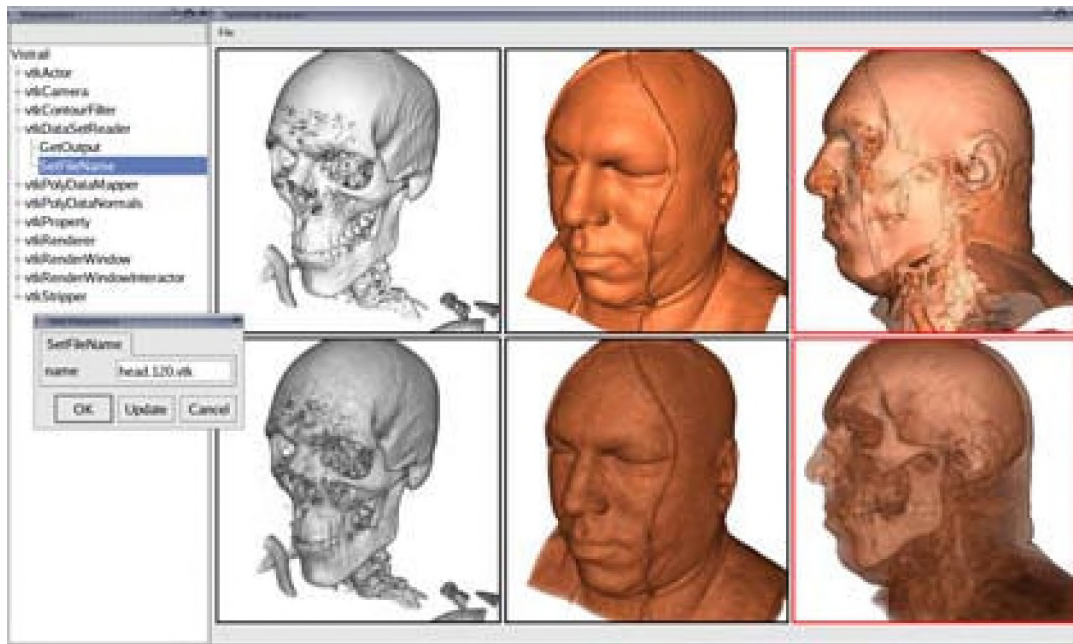 File
Vistrail
vtkActor
vtkCamera
vtkContourFilter
vtkDataSetReader
GetOutput
SetFileName
vtkPolyDataMapper
vtkPolyDataNormals
vtkProperty
vtkRenderer
vtkRenderWindow
vtkRenderWindowInteractor
vtkStripper
SetFileName
name
head.120.vtk
OK
Update
Cancel